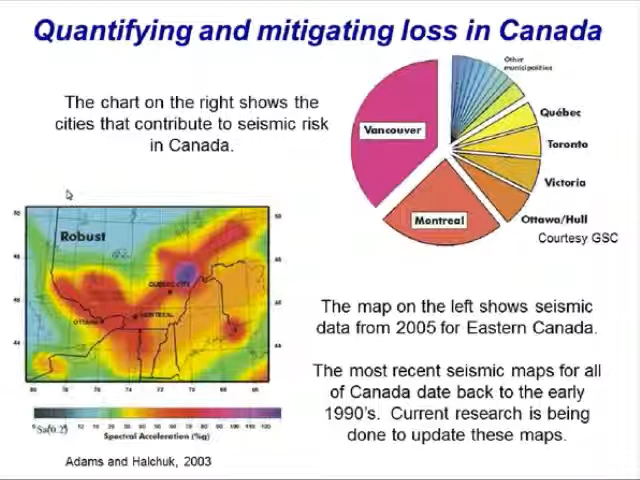 Quantifying and mitigating loss in Canada
The chart on the right shows the
cities that contribute to seismic risk
in Canada.
Other
municipalities
Québec
Toronto
Victoria
Ottawa/Hull
Vancouver
Montreal
Courtesy GSC
Robust
QUEBEC CITY
MONTREAL
OTTAWA
Sa(0.2)
Spectral Acceleration (%g)
Adams and Halchuk, 2003
The map on the left shows seismic
data from 2005 for Eastern Canada.
The most recent seismic maps for all
of Canada date back to the early
1990's. Current research is being
done to update these maps.